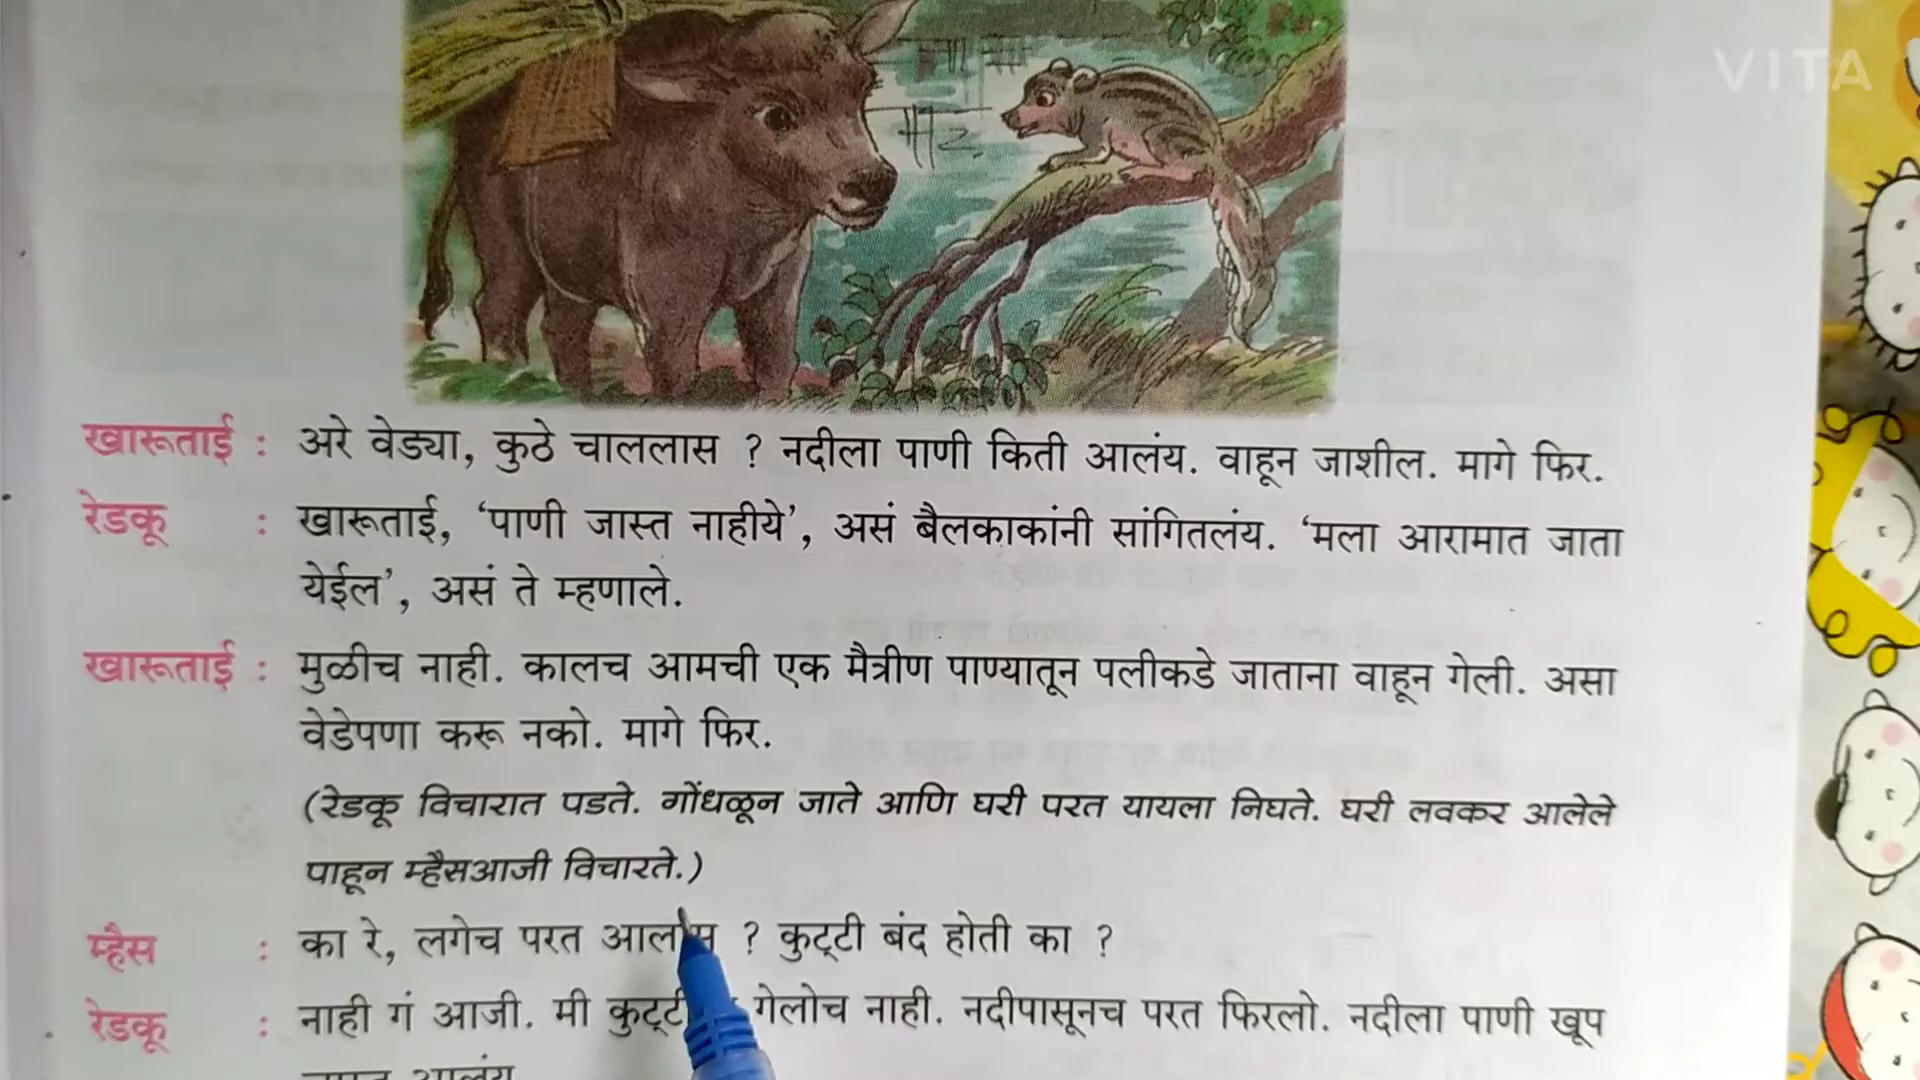 VITA
खारूताई : अरे वेड्या, कुठे चाललास ? नदीला पाणी किती आलंय. वाहून जाशील. मागे फिर.
रेडकू : खारूताई, ‘पाणी जास्त नाहीये’, असं बैलकाकांनी सांगितलंय. ‘मला आरामात जाता
येईल’, असं ते म्हणाले.
खारूताई : मुळीच नाही. कालच आमची एक मैत्रीण पाण्यातून पलीकडे जाताना वाहून गेली. असा
वेडेपणा करू नको. मागे फिर.
(रेडकू विचारात पडते. गोंधळून जाते आणि घरी परत यायला निघते. घरी लवकर आलेले
पाहून म्हैसआजी विचारते.)
म्हैस : का रे, लगेच परत आलास ? कुट्टी बंद होती का ?
रेडकू : नाही गं आजी. मी कुट्टी गेलोच नाही. नदीपासूनच परत फिरलो. नदीला पाणी खूप